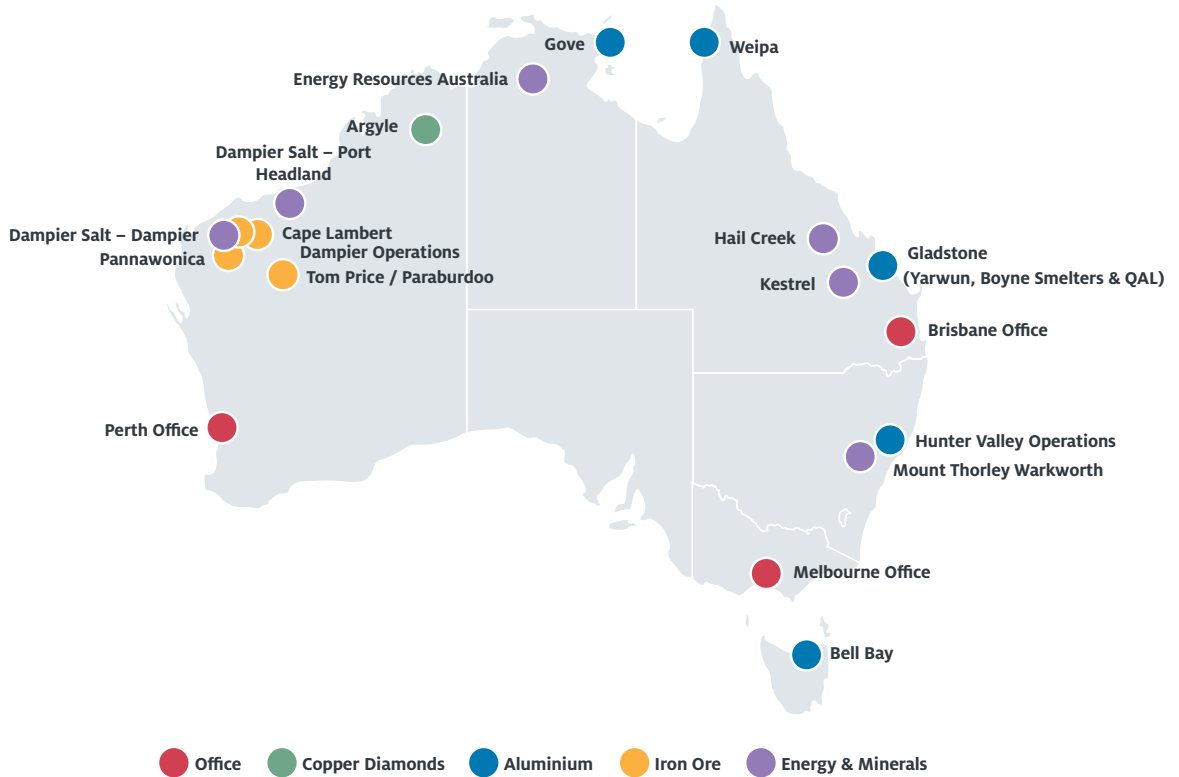 Gove
Weipa
Energy Resources Australia
Argyle
Dampier Salt – Port
Headland
Dampier Salt – Dampier
Cape Lambert
Dampier Operations
Pannawonica
Tom Price / Paraburdoo
Hail Creek
Gladstone
(Yarwun, Boyne Smelters & QAL)
Kestrel
Brisbane Office
Perth Office
Hunter Valley Operations
Mount Thorley Warkworth
Melbourne Office
Bell Bay
Office
Copper Diamonds
Aluminium
Iron Ore
Energy & Minerals